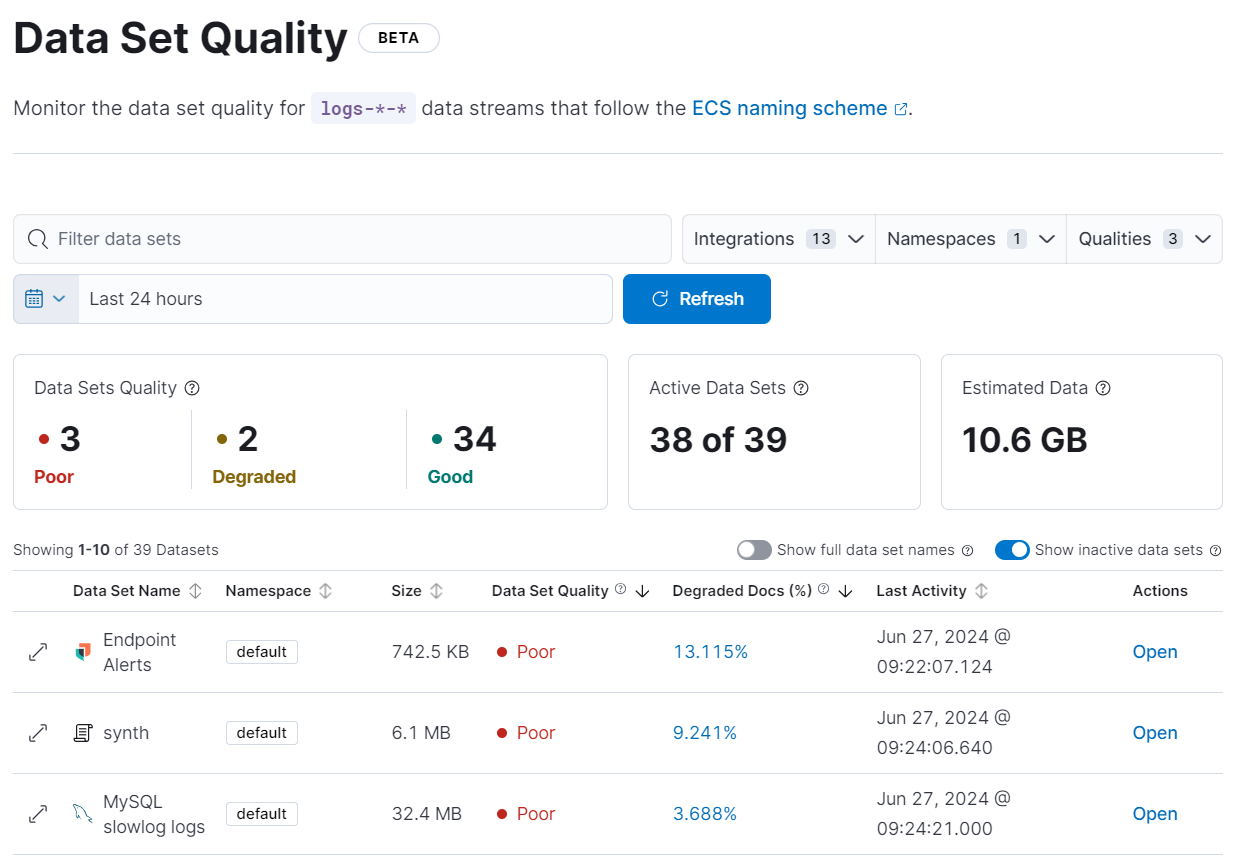 Data Set Quality BETA
Monitor the data set quality for logs-*-* data streams that follow the ECS naming scheme.
Filter data sets
Integrations 13 Namespaces 1 Qualities 3
Last 24 hours Refresh
Data Sets Quality Active Data Sets Estimated Data
3 2 34 38 of 39 10.6 GB
Poor Degraded Good
Showing 1-10 of 39 Datasets Show full data set names Show inactive data sets
Data Set Name Namespace Size Data Set Quality Degraded Docs (%) Last Activity Actions
Endpoint Alerts default 742.5 KB Poor 13.115% Jun 27, 2024 @ 09:22:07.124 Open
synth default 6.1 MB Poor 9.241% Jun 27, 2024 @ 09:24:06.640 Open
MySQL slowlog logs default 32.4 MB Poor 3.688% Jun 27, 2024 @ 09:24:21.000 Open